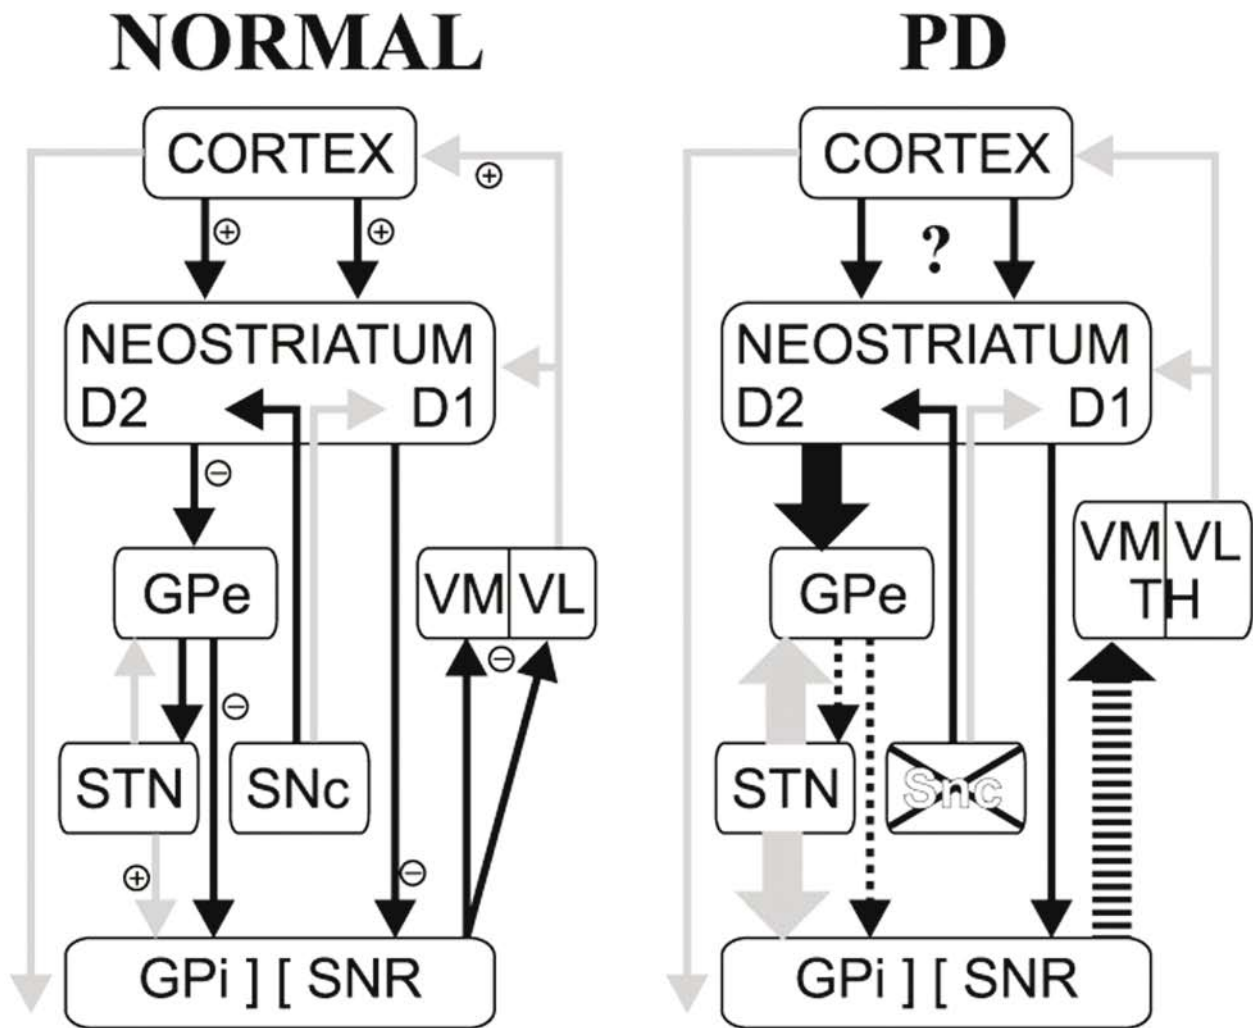 NORMAL
CORTEX
⊕
⊕
⊕
NEOSTRIATUM
D2
D1
⊖
GPe
VM VL
⊖
⊖
STN
SNc
⊕
⊖
GPi ] [ SNR
PD
CORTEX
?
NEOSTRIATUM
D2
D1
GPe
VM VL
TH
STN
Snc
GPi ] [ SNR